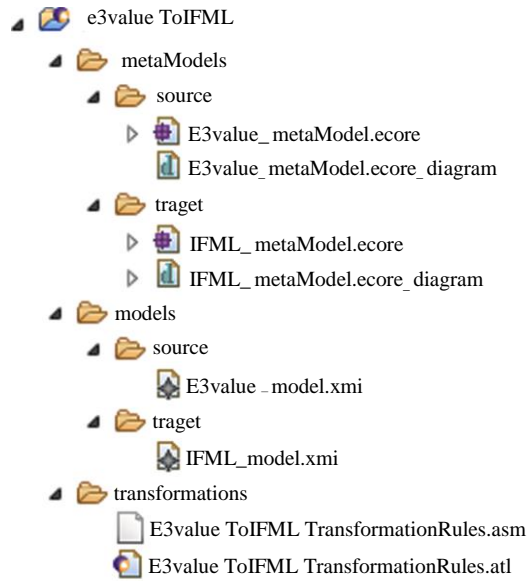 e3value ToIFML
metaModels
source
E3value_ metaModel.ecore
E3value_metaModel.ecore_diagram
traget
IFML_ metaModel.ecore
IFML_ metaModel.ecore_diagram
models
source
E3value _ model.xmi
traget
IFML_model.xmi
transformations
E3value ToIFML TransformationRules.asm
E3value ToIFML TransformationRules.atl